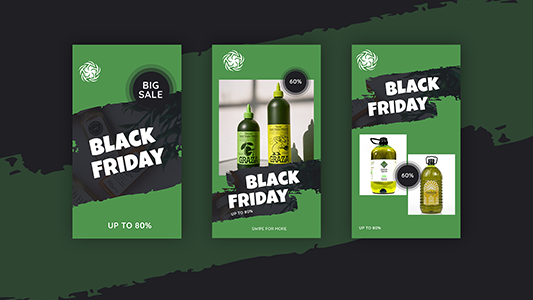 BIG
SALE
BLACK
FRIDAY
UP TO 80%
60%
GRAZA
GRAZA
BLACK
FRIDAY
UP TO 80%
SWIPE FOR MORE
BLACK
FRIDAY
60%
UP TO 80%